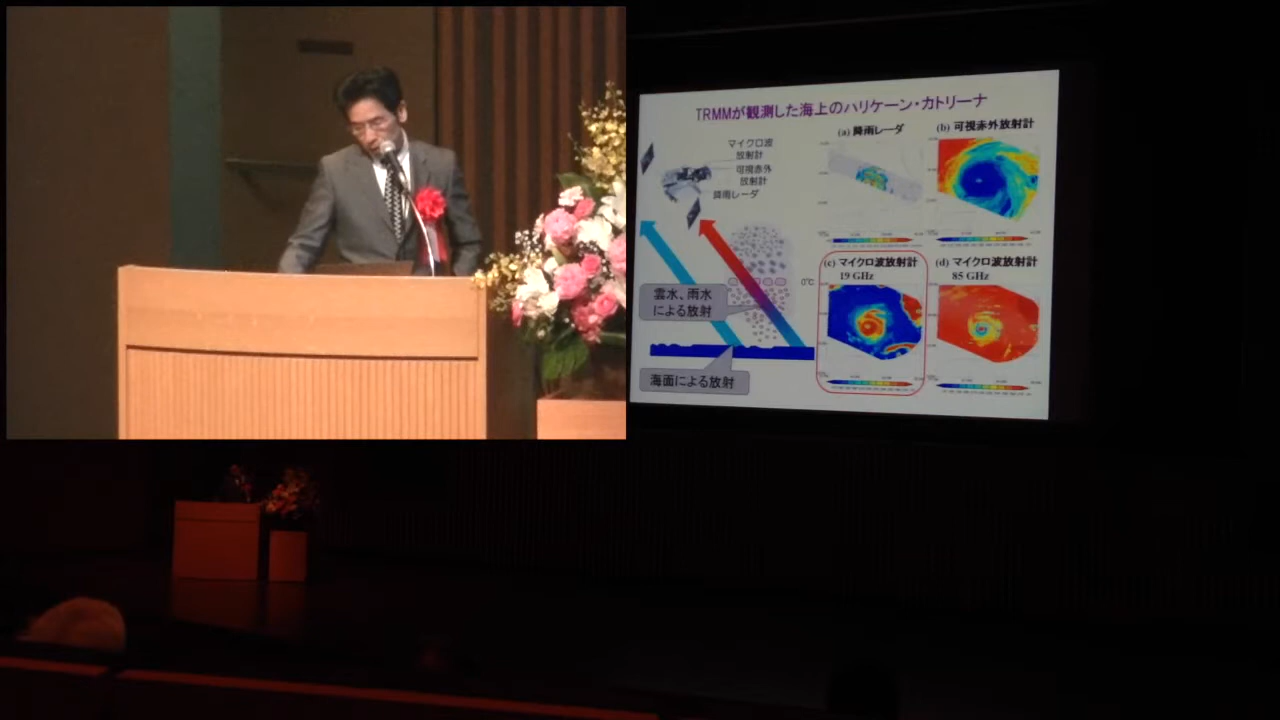 TRMMが観測した海上のハリケーン・カトリーナ
マイクロ波
放射計
可視赤外
放射計
降雨レーダ
0℃
雲水、雨水
による放射
海面による放射
(a) 降雨レーダ
(b) 可視赤外放射計
(c) マイクロ波放射計
19 GHz
(d) マイクロ波放射計
85 GHz